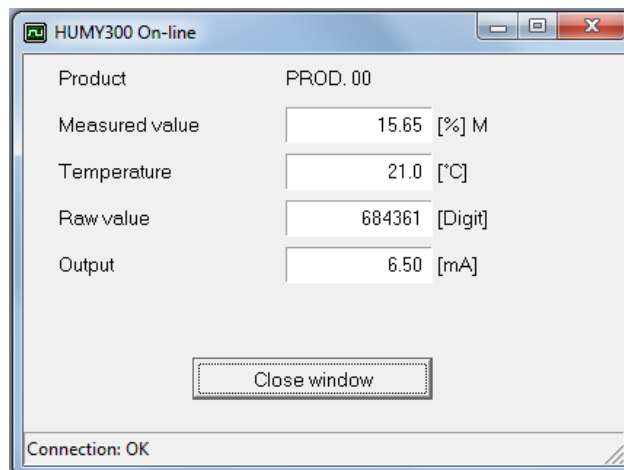 HUMY300 On-line
Product PROD. 00
Measured value 15.65 [%] M
Temperature 21.0 [°C]
Raw value 684361 [Digit]
Output 6.50 [mA]
Close window
Connection: OK